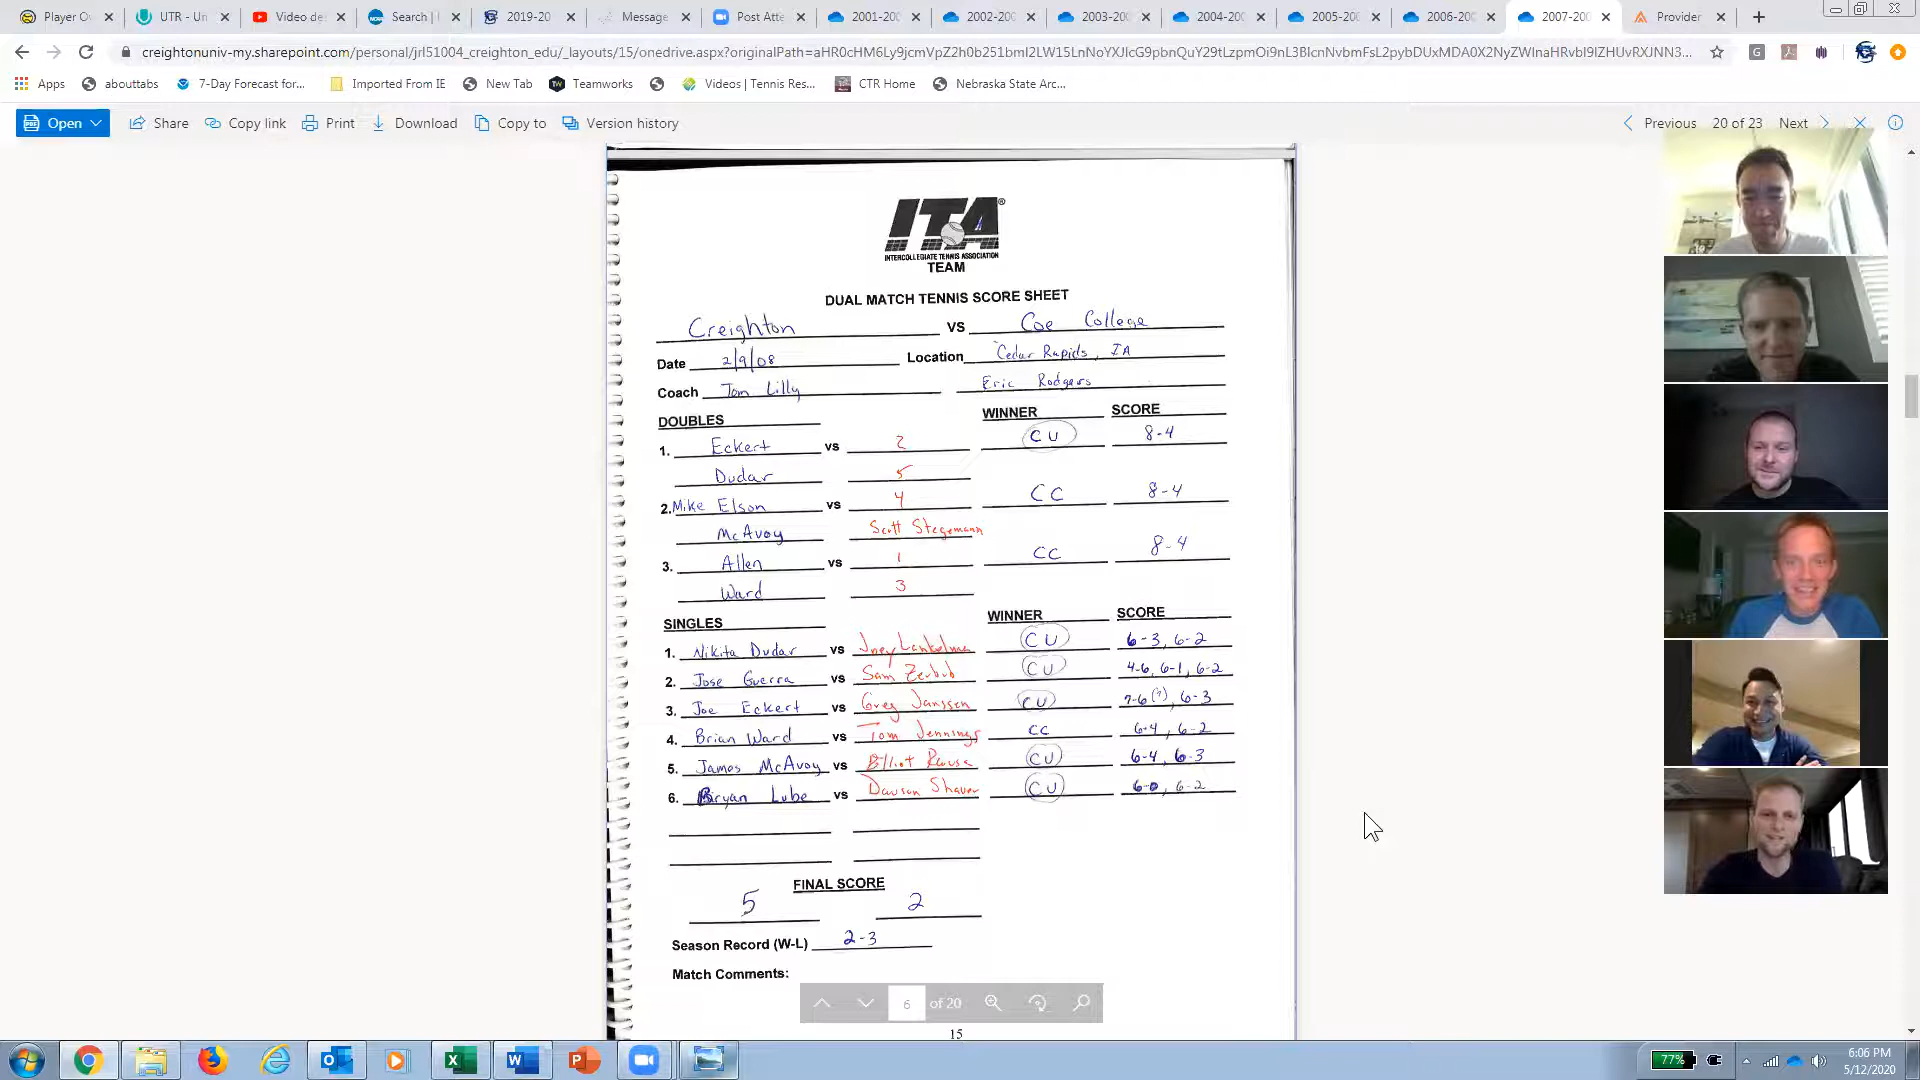 Player Ov
UTR - Un
Video de
Search |
2019-20
Message
Post Atte
2001-200
2002-200
2003-200
2004-200
2005-200
2006-200
2007-200
Provider
creightonuniv-my.sharepoint.com/personal/jrl51004_creighton_edu/_layouts/15/onedrive.aspx?originalPath=
Apps
abouttabs
7-Day Forecast for...
Imported From IE
New Tab
Teamworks
Videos | Tennis Res...
CTR Home
Nebraska State Arc...
Open
Share
Copy link
Print
Download
Copy to
Version history
Previous 20 of 23 Next
ITA®
INTERCOLLEGIATE TENNIS ASSOCIATION
TEAM
DUAL MATCH TENNIS SCORE SHEET
Creighton VS Coe College
Date 2/9/08 Location Cedar Rapids, IA
Coach Tom Lilly Eric Rodgers
DOUBLES WINNER SCORE
1. Eckert vs 2 CU 8-4
Dudar 5
2. Mike Elson vs 4 CC 8-4
McAvoy Scott Stegemann
3. Allen vs 1 CC 8-4
Ward 3
SINGLES WINNER SCORE
1. Nikita Dudar vs CU 6-3, 6-2
2. Jose Guerra vs Sam CU 4-6, 6-1, 6-2
3. Joe Eckert vs Greg Janssen CU 7-6 (7), 6-3
4. Brian Ward vs Tom Jennings CC 6-4, 6-2
5. James McAvoy vs Elliot CU 6-4, 6-3
6. Bryan Lube vs Dawson Shaver CU 6-0, 6-2
FINAL SCORE
5 2
Season Record (W-L) 2-3
Match Comments:
6 of 20
15
77%
6:06 PM
5/12/2020